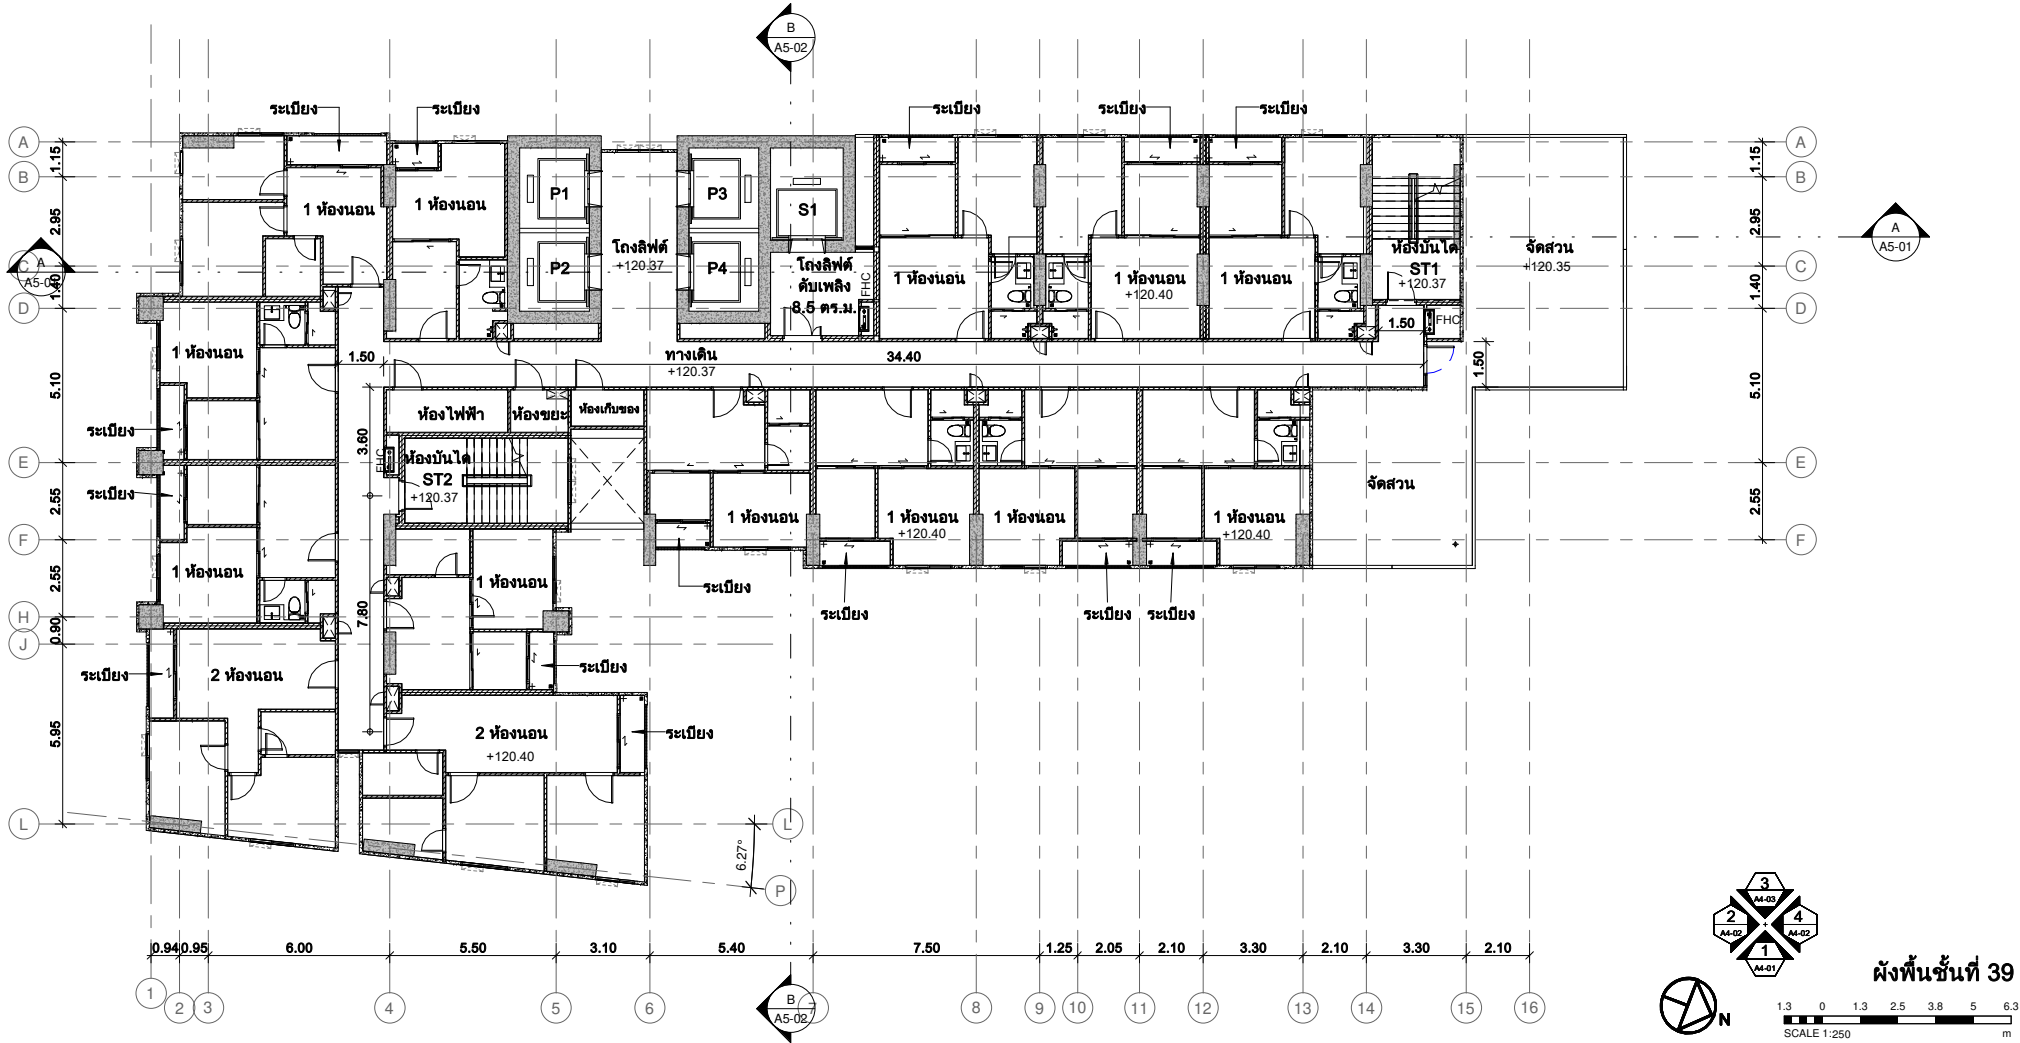 B
A5-02
ระเบียง
ระเบียง
ระเบียง
ระเบียง
ระเบียง
A
A
1.15
1.15
B
B
P1
P3
S1
1 ห้องนอน
1 ห้องนอน
2.95
2.95
A
A5-01
A
C
โถงลิฟต์
+120.37
ห้องบันได
ST1
+120.37
จัดสวน
+120.35
P2
P4
โถงลิฟต์
ดับเพลิง
8.5 ตร.ม.
FHC
1 ห้องนอน
1 ห้องนอน
+120.40
1 ห้องนอน
C
1.40
1.40
D
D
1.50
FHC
1 ห้องนอน
1.50
ทางเดิน
+120.37
34.40
1.50
5.10
5.10
ห้องไฟฟ้า
ห้องขยะ
ห้องเก็บของ
ระเบียง
3.60
FHC
ห้องบันได
ST2
+120.37
E
E
จัดสวน
ระเบียง
2.55
2.55
1 ห้องนอน
1 ห้องนอน
+120.40
1 ห้องนอน
1 ห้องนอน
+120.40
F
F
1 ห้องนอน
1 ห้องนอน
2.55
ระเบียง
ระเบียง
ระเบียง
ระเบียง
7.80
H
0.90
J
ระเบียง
2 ห้องนอน
ระเบียง
5.95
2 ห้องนอน
+120.40
ระเบียง
L
L
6.27°
P
0.94
0.95
6.00
5.50
3.10
5.40
7.50
1.25
2.05
2.10
3.30
2.10
3.30
2.10
1
2
3
4
5
6
7
8
9
10
11
12
13
14
15
16
B
A5-02
3
A4-03
2
A4-02
4
A4-02
1
A4-01
N
ผังพื้นชั้นที่ 39
1.3 0 1.3 2.5 3.8 5 6.3
SCALE 1:250 m